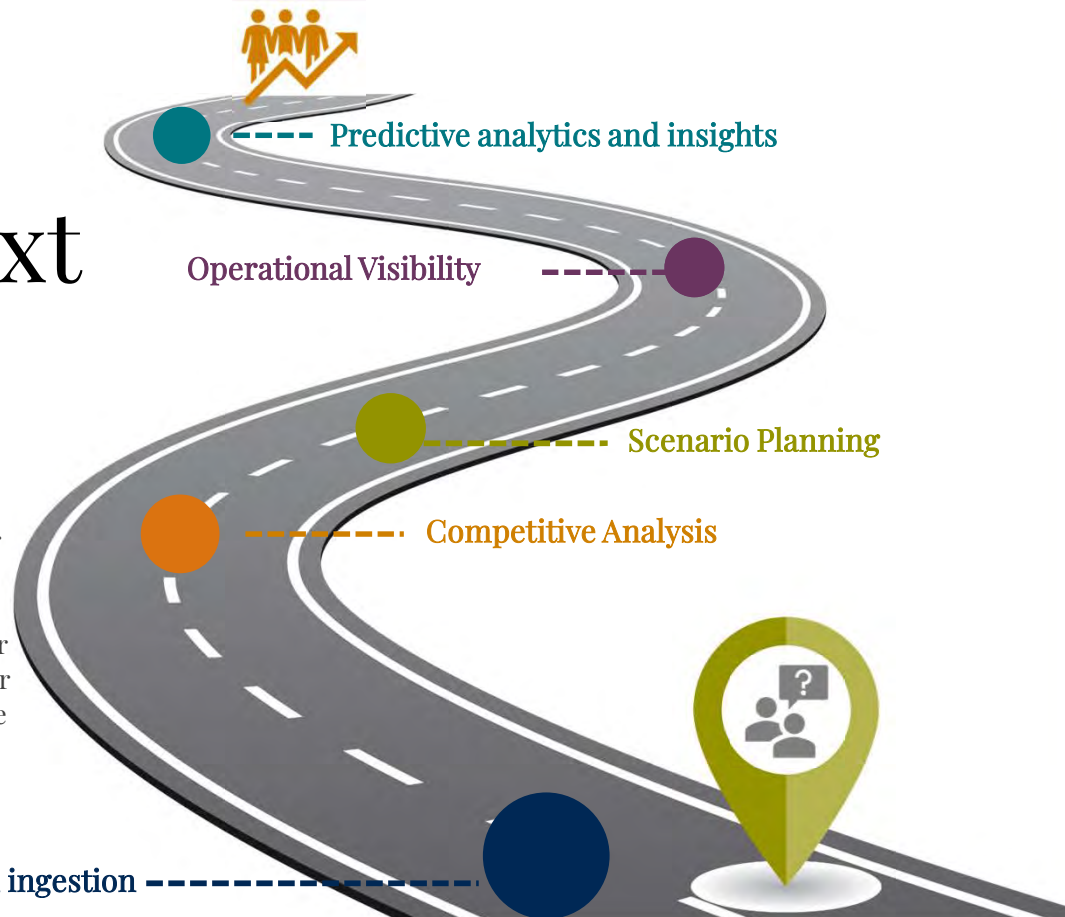 Predictive analytics and insights
xt
Operational Visibility
Scenario Planning
Competitive Analysis
r
r
e
?
ingestion